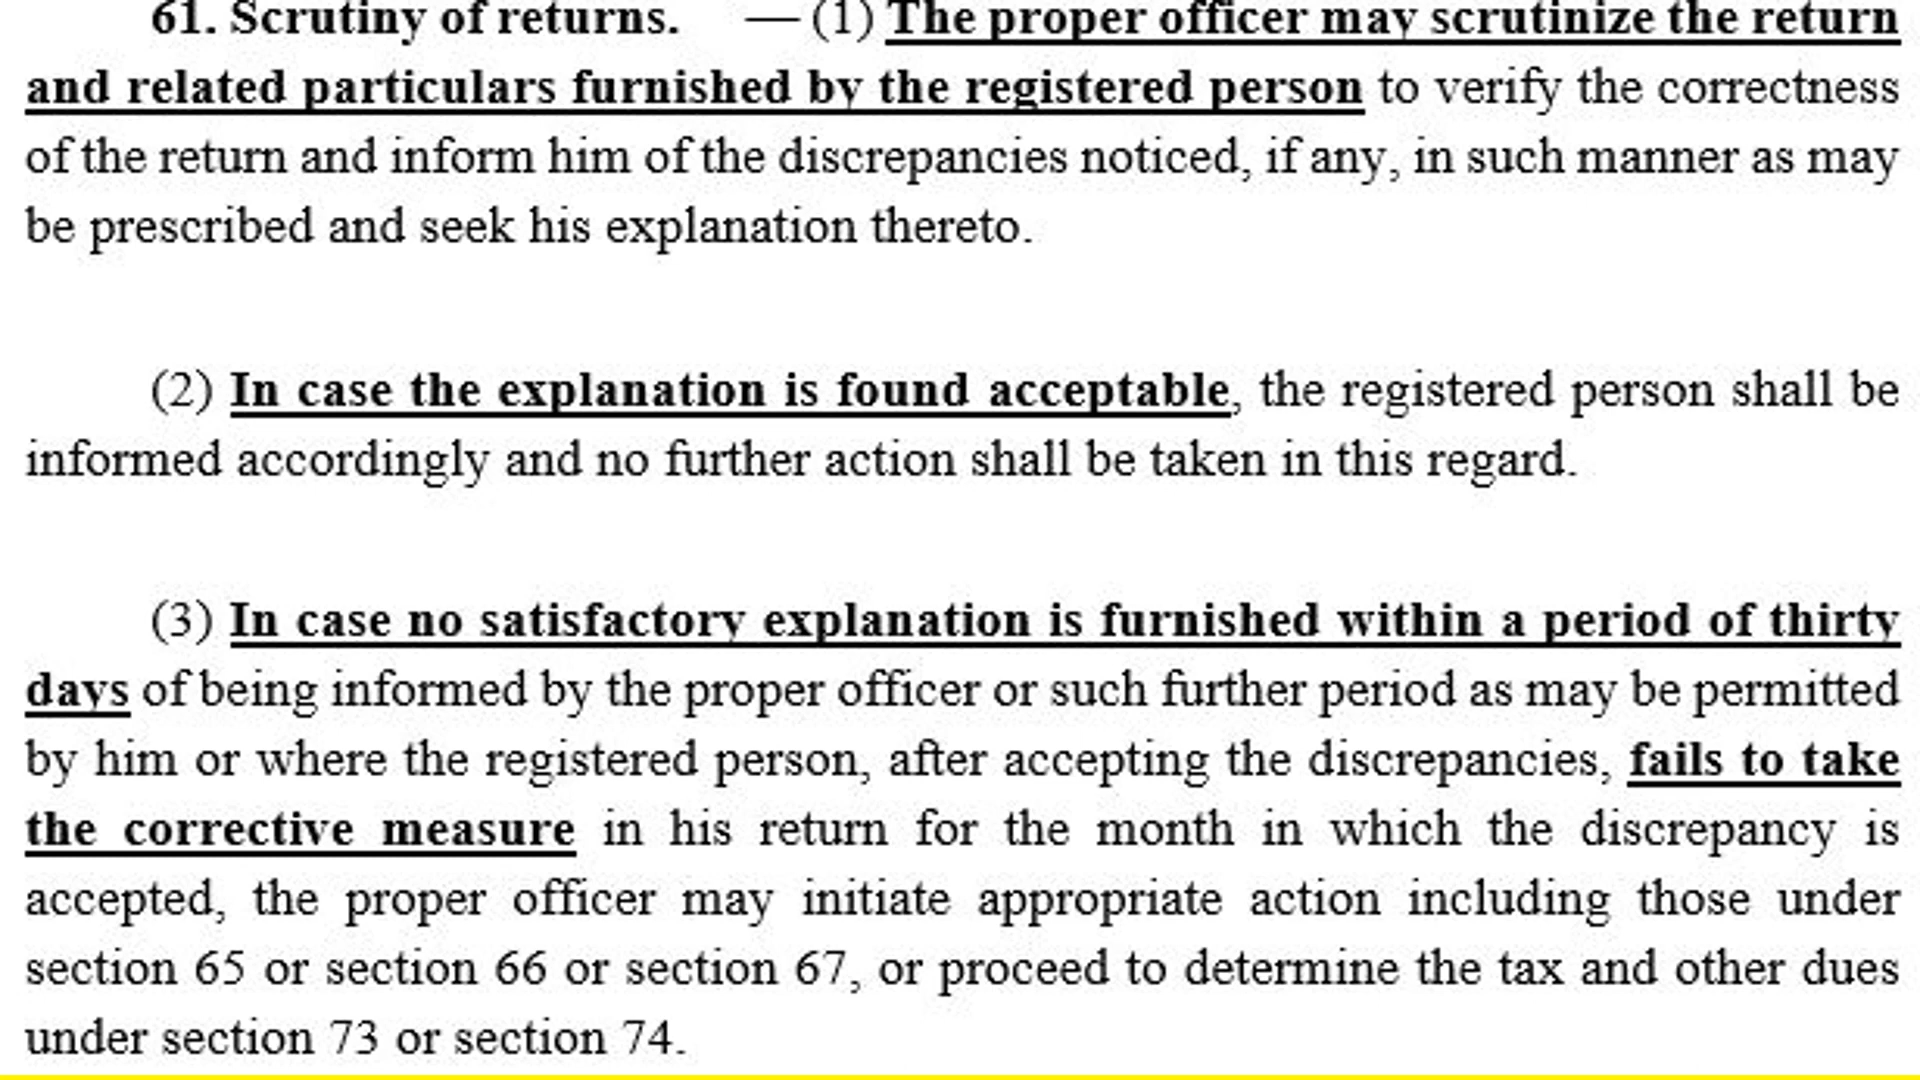 61. Scrutiny of returns. — (1) The proper officer may scrutinize the return
and related particulars furnished by the registered person to verify the correctness
of the return and inform him of the discrepancies noticed, if any, in such manner as may
be prescribed and seek his explanation thereto.
(2) In case the explanation is found acceptable, the registered person shall be
informed accordingly and no further action shall be taken in this regard.
(3) In case no satisfactory explanation is furnished within a period of thirty
days of being informed by the proper officer or such further period as may be permitted
by him or where the registered person, after accepting the discrepancies, fails to take
the corrective measure in his return for the month in which the discrepancy is
accepted, the proper officer may initiate appropriate action including those under
section 65 or section 66 or section 67, or proceed to determine the tax and other dues
under section 73 or section 74.